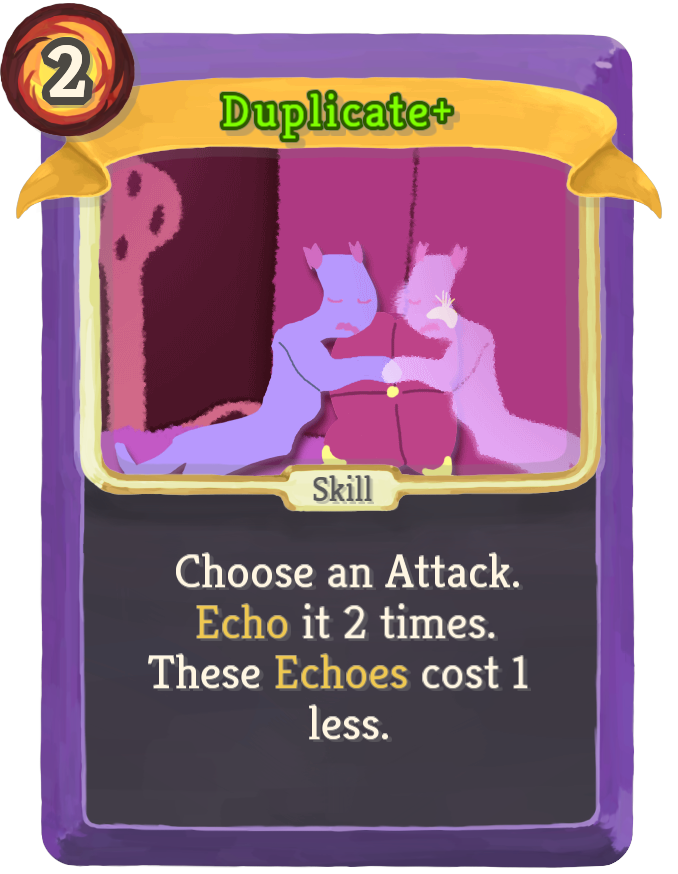 2
Duplicate+
Skill
Choose an Attack.
Echo it 2 times.
These Echoes cost 1
less.